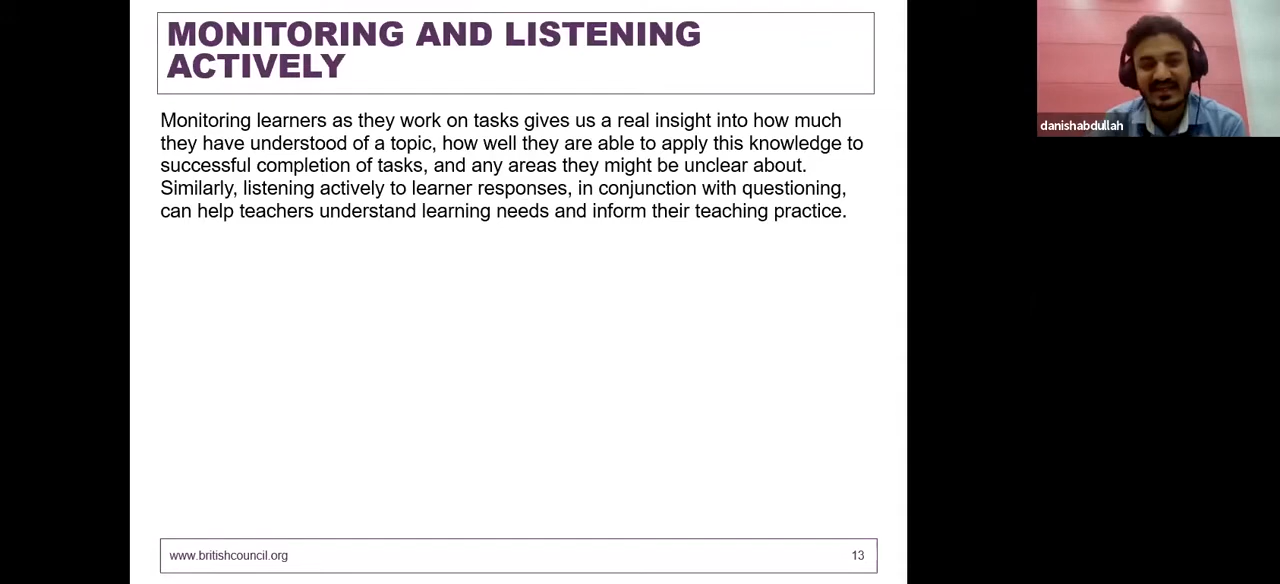 MONITORING AND LISTENING
ACTIVELY
Monitoring learners as they work on tasks gives us a real insight into how much
they have understood of a topic, how well they are able to apply this knowledge to
successful completion of tasks, and any areas they might be unclear about.
Similarly, listening actively to learner responses, in conjunction with questioning,
can help teachers understand learning needs and inform their teaching practice.
www.britishcouncil.org
13
danishabdullah